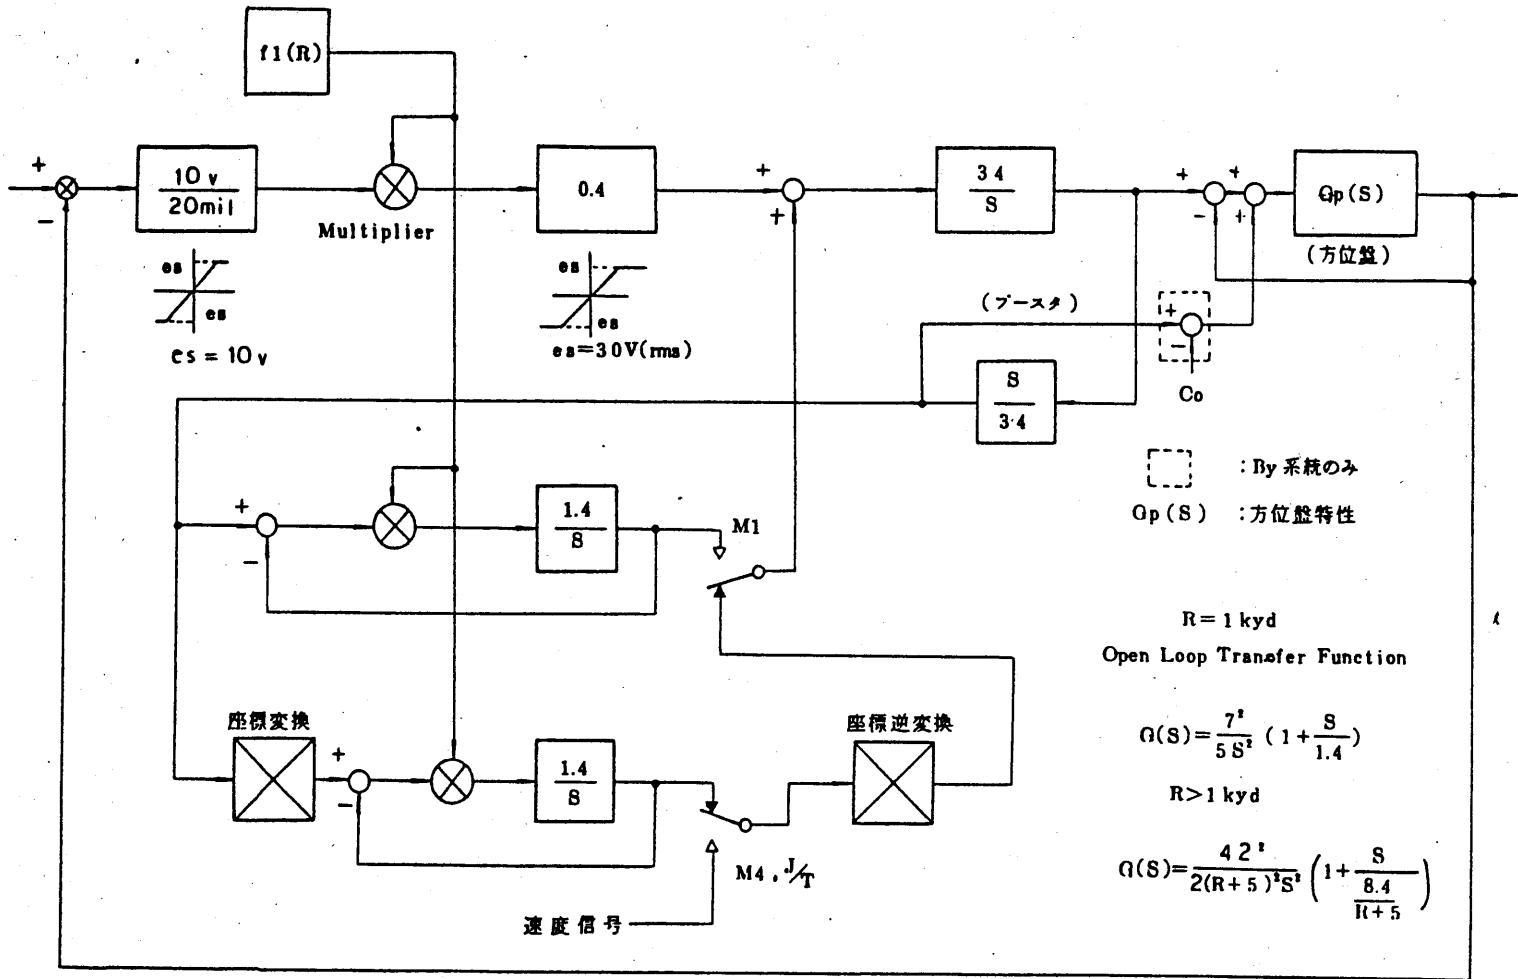 f1(R)
+
10v
20mil
−
Multiplier
0.4
+
+
34
S
+
−
+
+
Gp(S)
(方位盤)
es
es
es = 10v
es
es
es=30V(rms)
(ブースタ)
+
−
Co
S
3.4
:By系統のみ
Gp(S) :方位盤特性
+
−
1.4
S
M1
R=1kyd
Open Loop Transfer Function
G(S)=7²/5S² (1+S/1.4)
R>1kyd
G(S)=42²/2(R+5)²S² (1+S/(8.4/R+5))
座標変換
+
−
1.4
S
座標逆変換
M4. J/T
速度信号